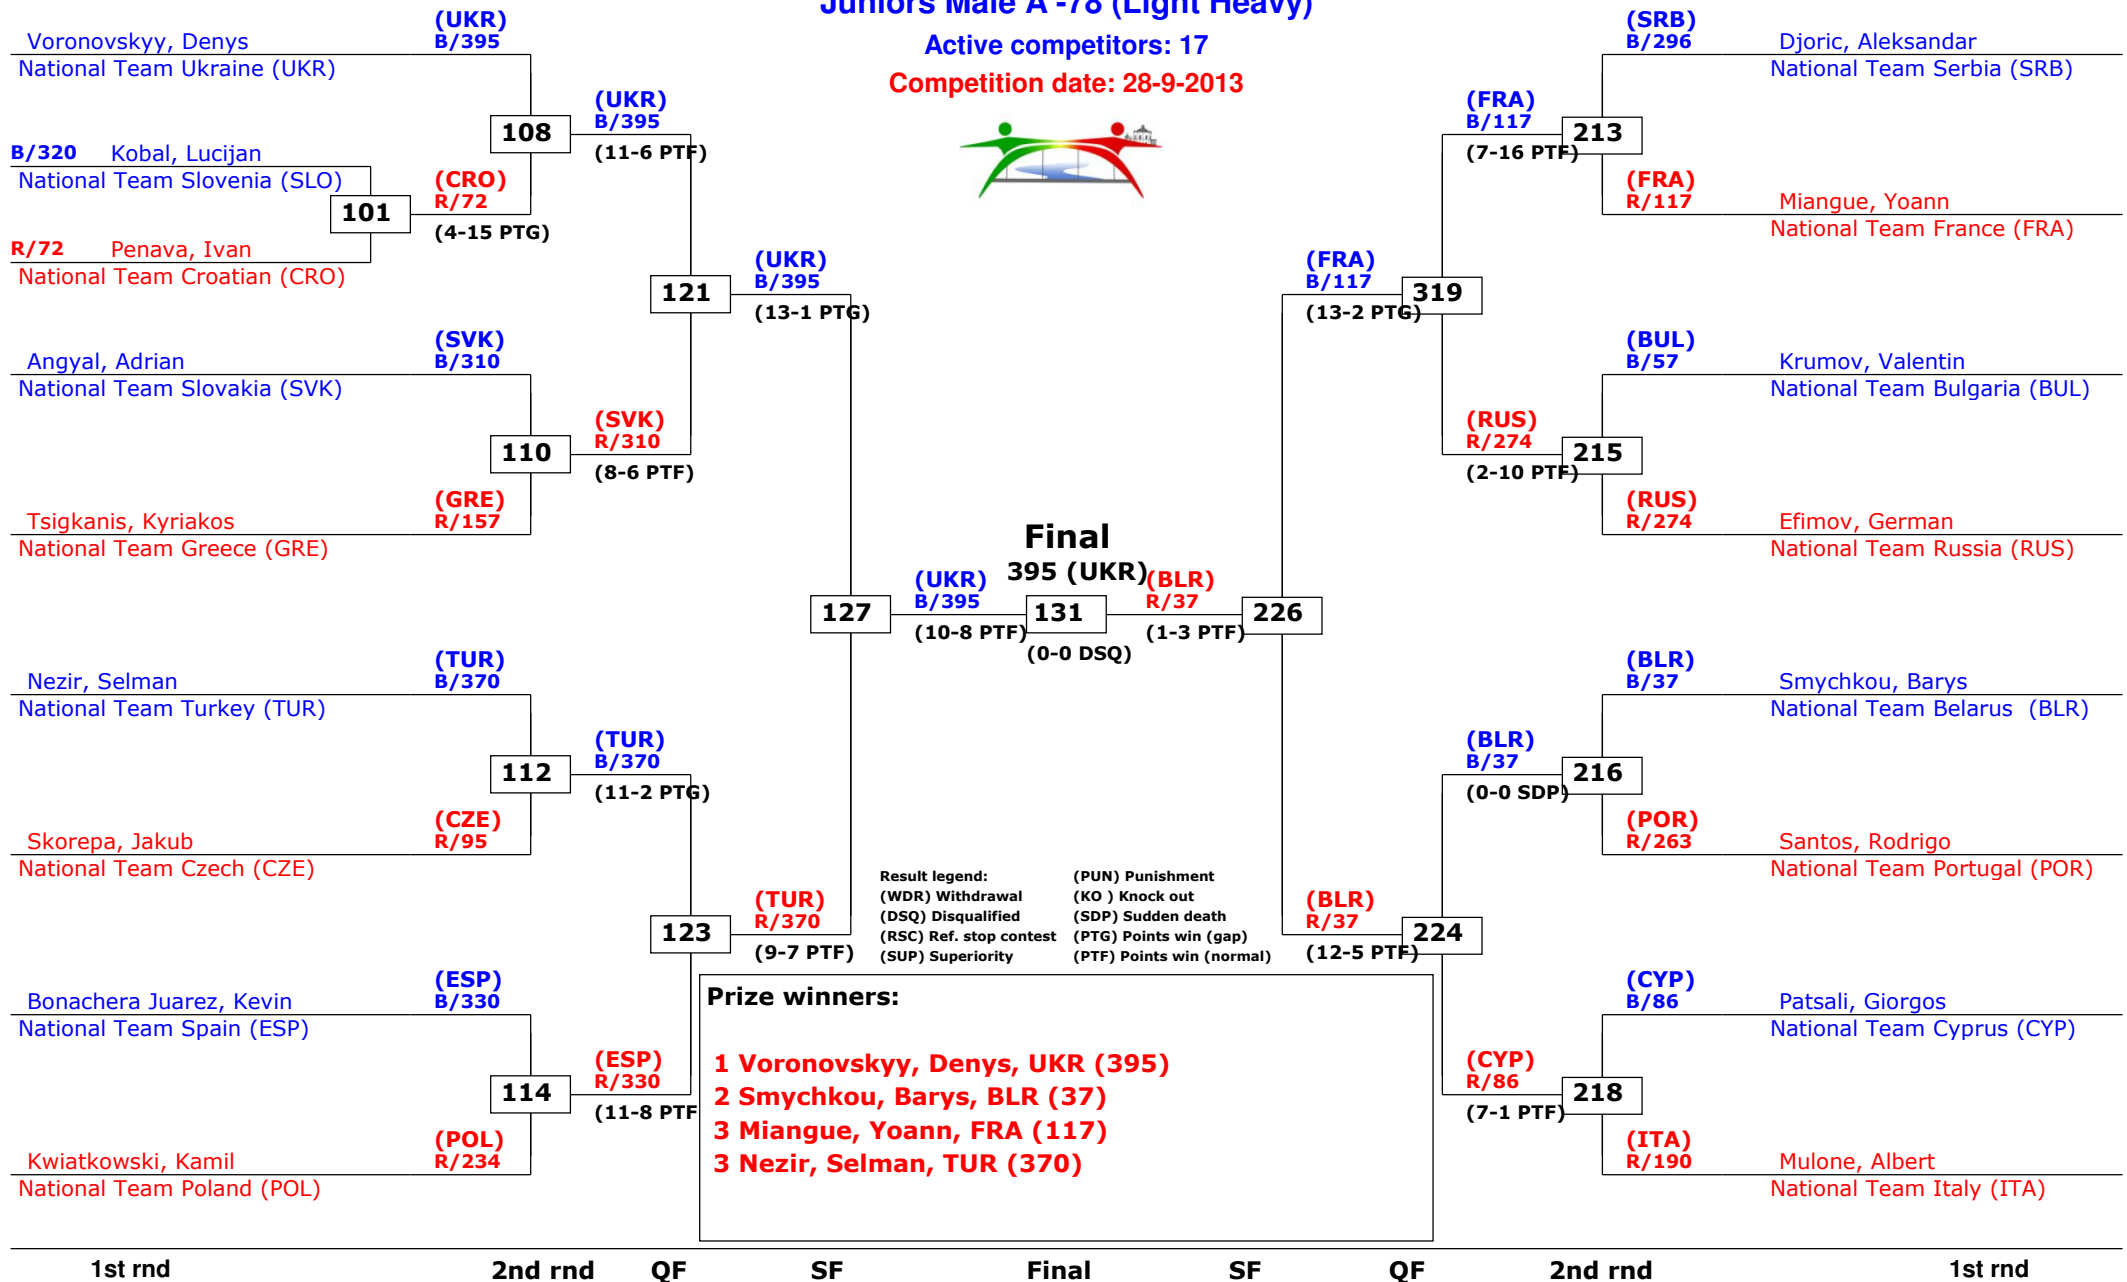 Juniors Male A -78 (Light Heavy)
Active competitors: 17
Competition date: 28-9-2013
Voronovskyy, Denys
National Team Ukraine (UKR)
(UKR)
B/395
B/320 Kobal, Lucijan
National Team Slovenia (SLO)
101
R/72 Penava, Ivan
National Team Croatian (CRO)
(CRO)
R/72
(4-15 PTG)
108
(UKR)
B/395
(11-6 PTF)
Angyal, Adrian
National Team Slovakia (SVK)
(SVK)
B/310
110
Tsigkanis, Kyriakos
National Team Greece (GRE)
(GRE)
R/157
(SVK)
R/310
(8-6 PTF)
121
(UKR)
B/395
(13-1 PTG)
Nezir, Selman
National Team Turkey (TUR)
(TUR)
B/370
112
Skorepa, Jakub
National Team Czech (CZE)
(CZE)
R/95
(TUR)
B/370
(11-2 PTG)
Bonachera Juarez, Kevin
National Team Spain (ESP)
(ESP)
B/330
114
Kwiatkowski, Kamil
National Team Poland (POL)
(POL)
R/234
(ESP)
R/330
(11-8 PTF
123
(TUR)
R/370
(9-7 PTF)
127
(UKR)
B/395
(10-8 PTF)
Final
395 (UKR)
131
(0-0 DSQ)
(BLR)
R/37
(1-3 PTF)
226
(FRA)
B/117
(13-2 PTG)
319
(FRA)
B/117
(7-16 PTF)
213
(SRB)
B/296
Djoric, Aleksandar
National Team Serbia (SRB)
(FRA)
R/117
Miangue, Yoann
National Team France (FRA)
(BUL)
B/57
Krumov, Valentin
National Team Bulgaria (BUL)
(RUS)
R/274
(2-10 PTF)
215
(RUS)
R/274
Efimov, German
National Team Russia (RUS)
(BLR)
B/37
Smychkou, Barys
National Team Belarus (BLR)
(BLR)
B/37
(0-0 SDP)
216
(POR)
R/263
Santos, Rodrigo
National Team Portugal (POR)
(BLR)
R/37
(12-5 PTF)
224
(CYP)
B/86
Patsali, Giorgos
National Team Cyprus (CYP)
(CYP)
R/86
(7-1 PTF)
218
(ITA)
R/190
Mulone, Albert
National Team Italy (ITA)
Result legend: (PUN) Punishment
(WDR) Withdrawal (KO ) Knock out
(DSQ) Disqualified (SDP) Sudden death
(RSC) Ref. stop contest (PTG) Points win (gap)
(SUP) Superiority (PTF) Points win (normal)
Prize winners:
1 Voronovskyy, Denys, UKR (395)
2 Smychkou, Barys, BLR (37)
3 Miangue, Yoann, FRA (117)
3 Nezir, Selman, TUR (370)
1st rnd 2nd rnd QF SF Final SF QF 2nd rnd 1st rnd